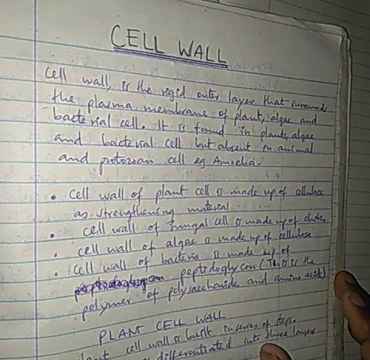 CELL WALL
Cell wall, is the rigid outer layer that surrounds
the plasma membrane of plant, algae and
bacterial cell. It is found in plant, algae
and bacterial cell but absent in animal
and protozoan cell eg Amoeba.
• Cell wall of plant cell is made up of cellulose
as strengthening material
• cell wall of fungal cell is made up of chitin
• cell wall of algae is made up of cellulose
• Cell wall of bacteria is made up of
peptidoglycan (This is the
polymer of polysaccharide and amino acid)
PLANT CELL WALL
plant cell wall is built in series of steps.
differentiated into three layers